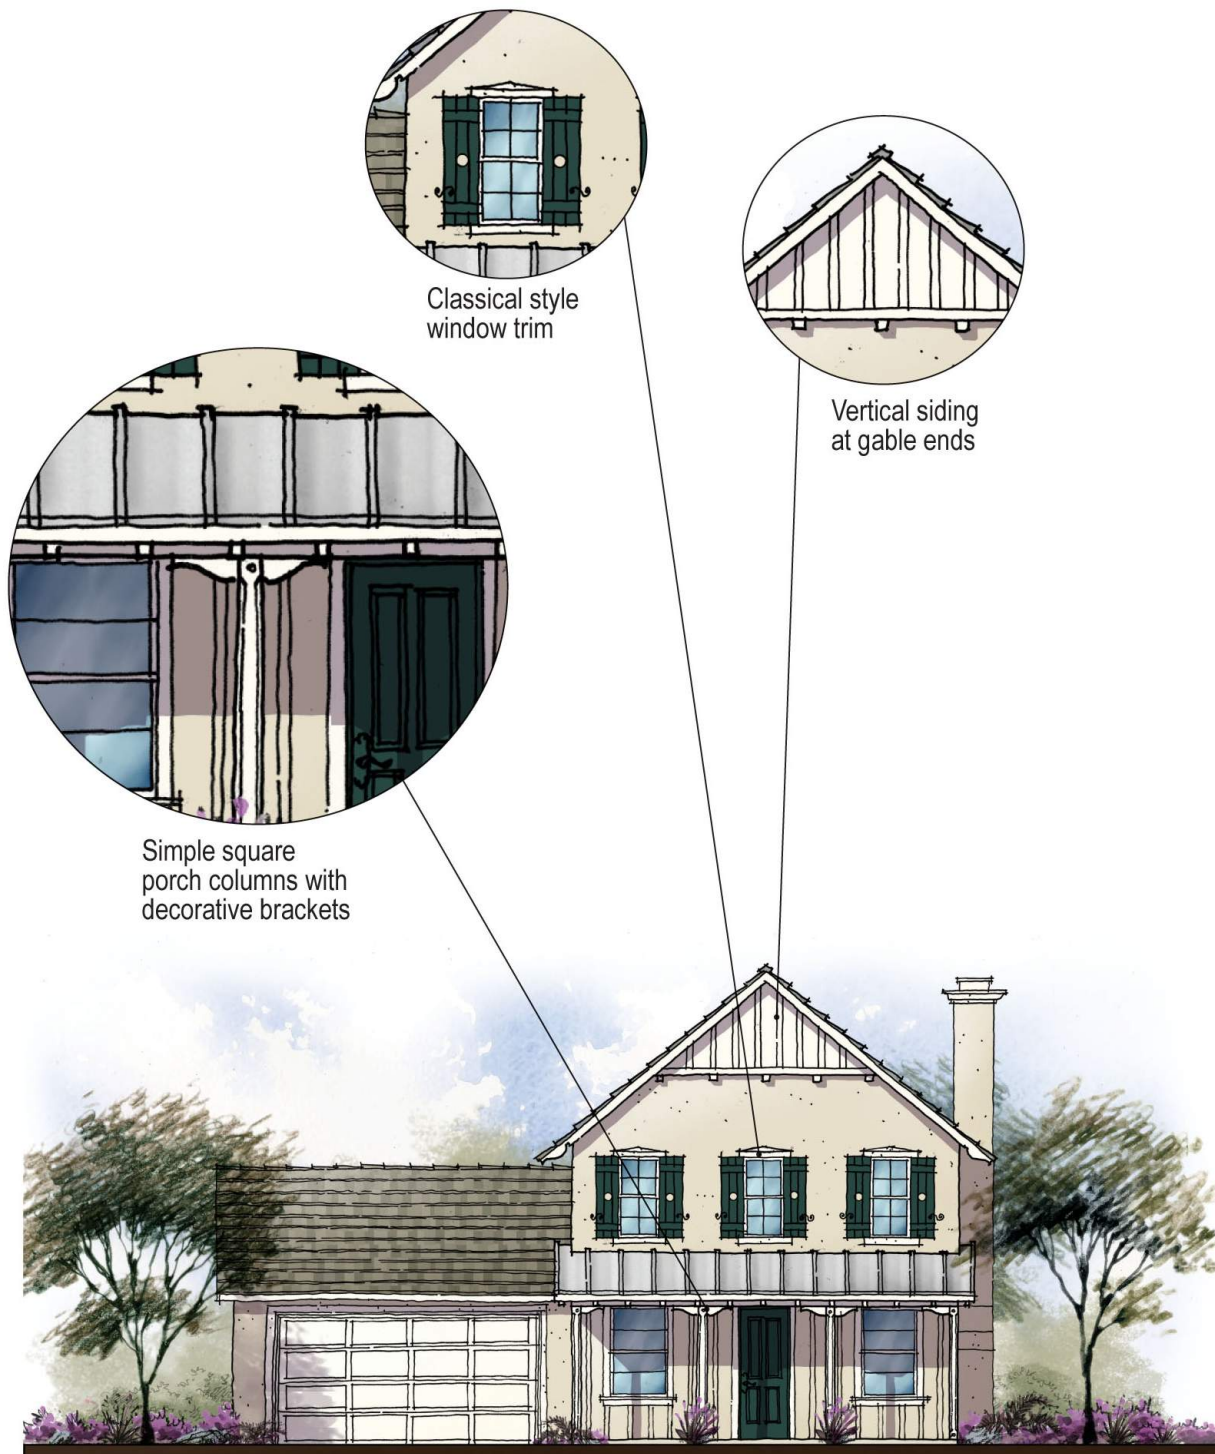 Classical style
window trim
Vertical siding
at gable ends
Simple square
porch columns with
decorative brackets